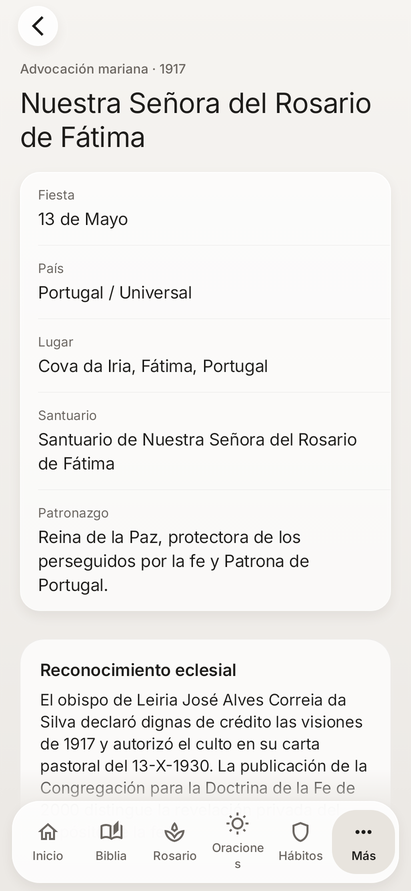 Advocación mariana · 1917
Nuestra Señora del Rosario
de Fátima
Fiesta
13 de Mayo
País
Portugal / Universal
Lugar
Cova da Iria, Fátima, Portugal
Santuario
Santuario de Nuestra Señora del Rosario
de Fátima
Patronazgo
Reina de la Paz, protectora de los
perseguidos por la fe y Patrona de
Portugal.
Reconocimiento eclesial
El obispo de Leiria José Alves Correia da
Silva declaró dignas de crédito las visiones
de 1917 y autorizó el culto en su carta
pastoral del 13-X-1930. La publicación de la
Congregación para la Doctrina de la Fe de
Inicio
Biblia
Rosario
Oracione
s
Hábitos
Más